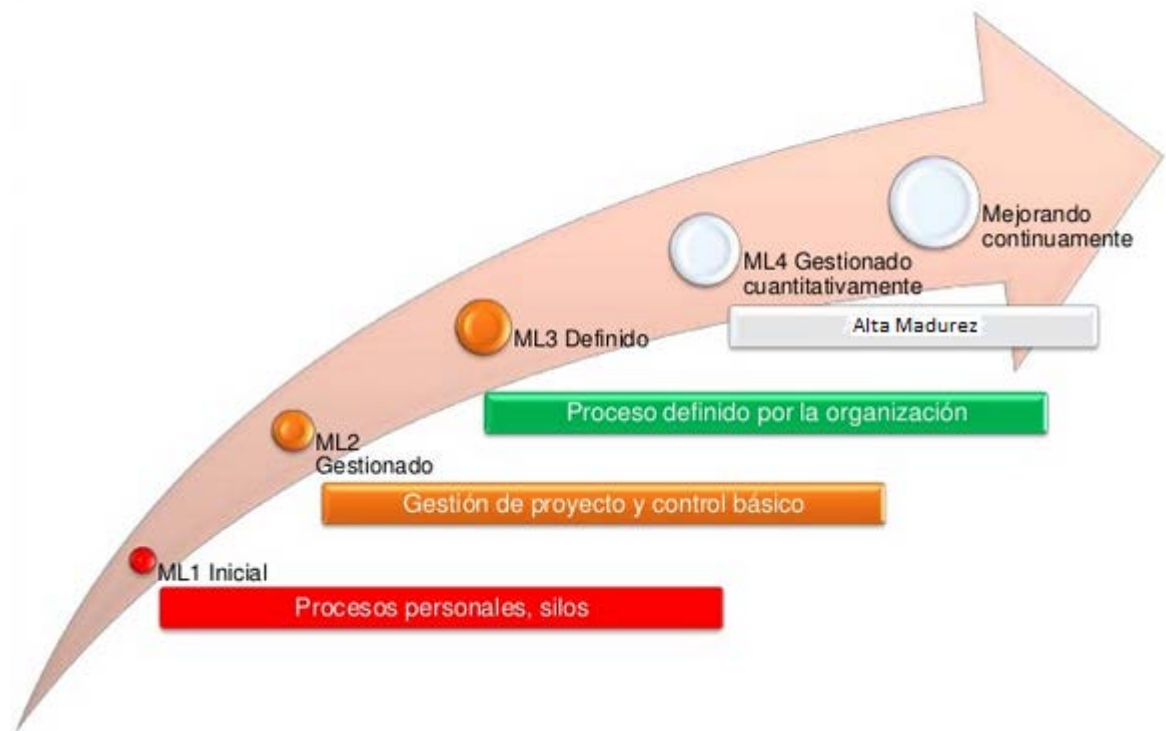 Mejorando
continuamente
ML4 Gestionado
cuantitativamente
Alta Madurez
ML3 Definido
Proceso definido por la organización
ML2
Gestionado
Gestión de proyecto y control básico
ML1 Inicial
Procesos personales, silos